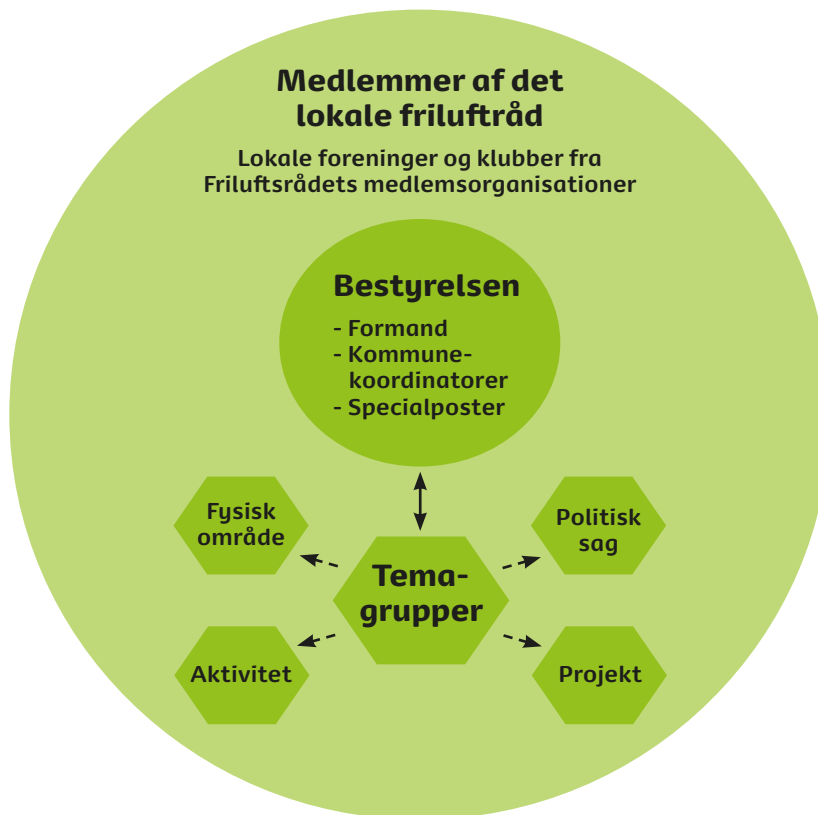 Medlemmer af det
lokale friluftråd
Lokale foreninger og klubber fra
Friluftsrådets medlemsorganisationer
Bestyrelsen
- Formand
- Kommune-
koordinatorer
- Specialposter
Fysisk
område
Politisk
sag
Tema-
grupper
Aktivitet
Projekt